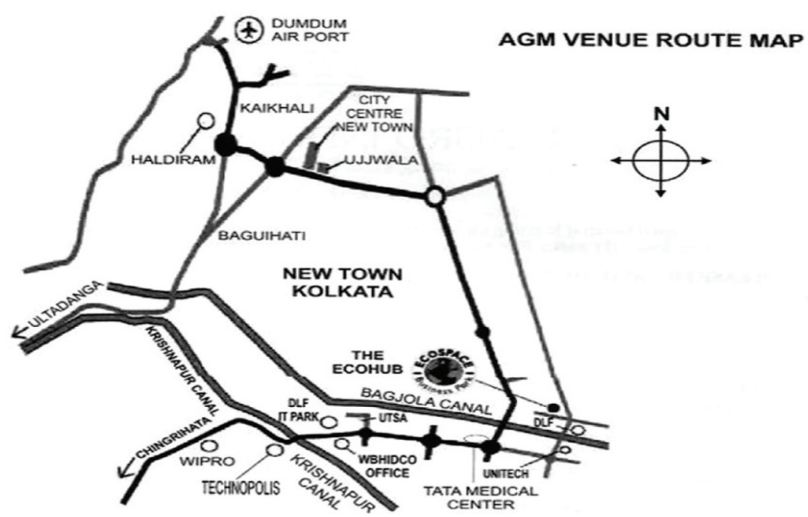 DUMDUM
AIR PORT
AGM VENUE ROUTE MAP
KAIKHALI
CITY
CENTRE
NEW TOWN
N
HALDIRAM
UJJWALA
BAGUIHATI
NEW TOWN
KOLKATA
ULTADANGA
KRISHNAPUR CANAL
THE
ECOHUB
ECOSPACE
Business Park
BAGJOLA CANAL
DLF
IT PARK
UTSA
DLF
CHINGRIHATA
WIPRO
WBHIDCO
OFFICE
UNITECH
TECHNOPOLIS
KRISHNAPUR
CANAL
TATA MEDICAL
CENTER